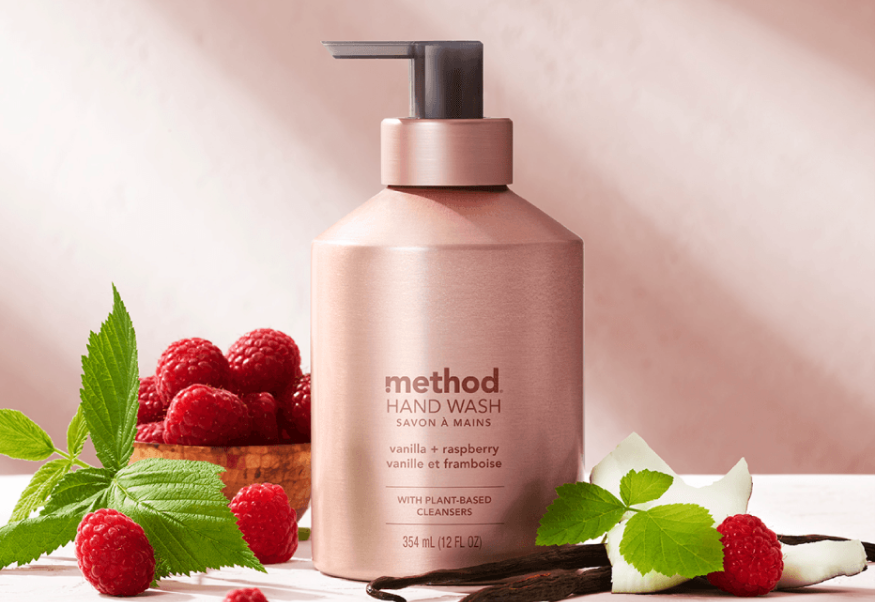 method
HAND WASH
SAVON À MAINS
vanilla + raspberry
vanille et framboise
WITH PLANT-BASED
CLEANSERS
354 mL (12 FL OZ)